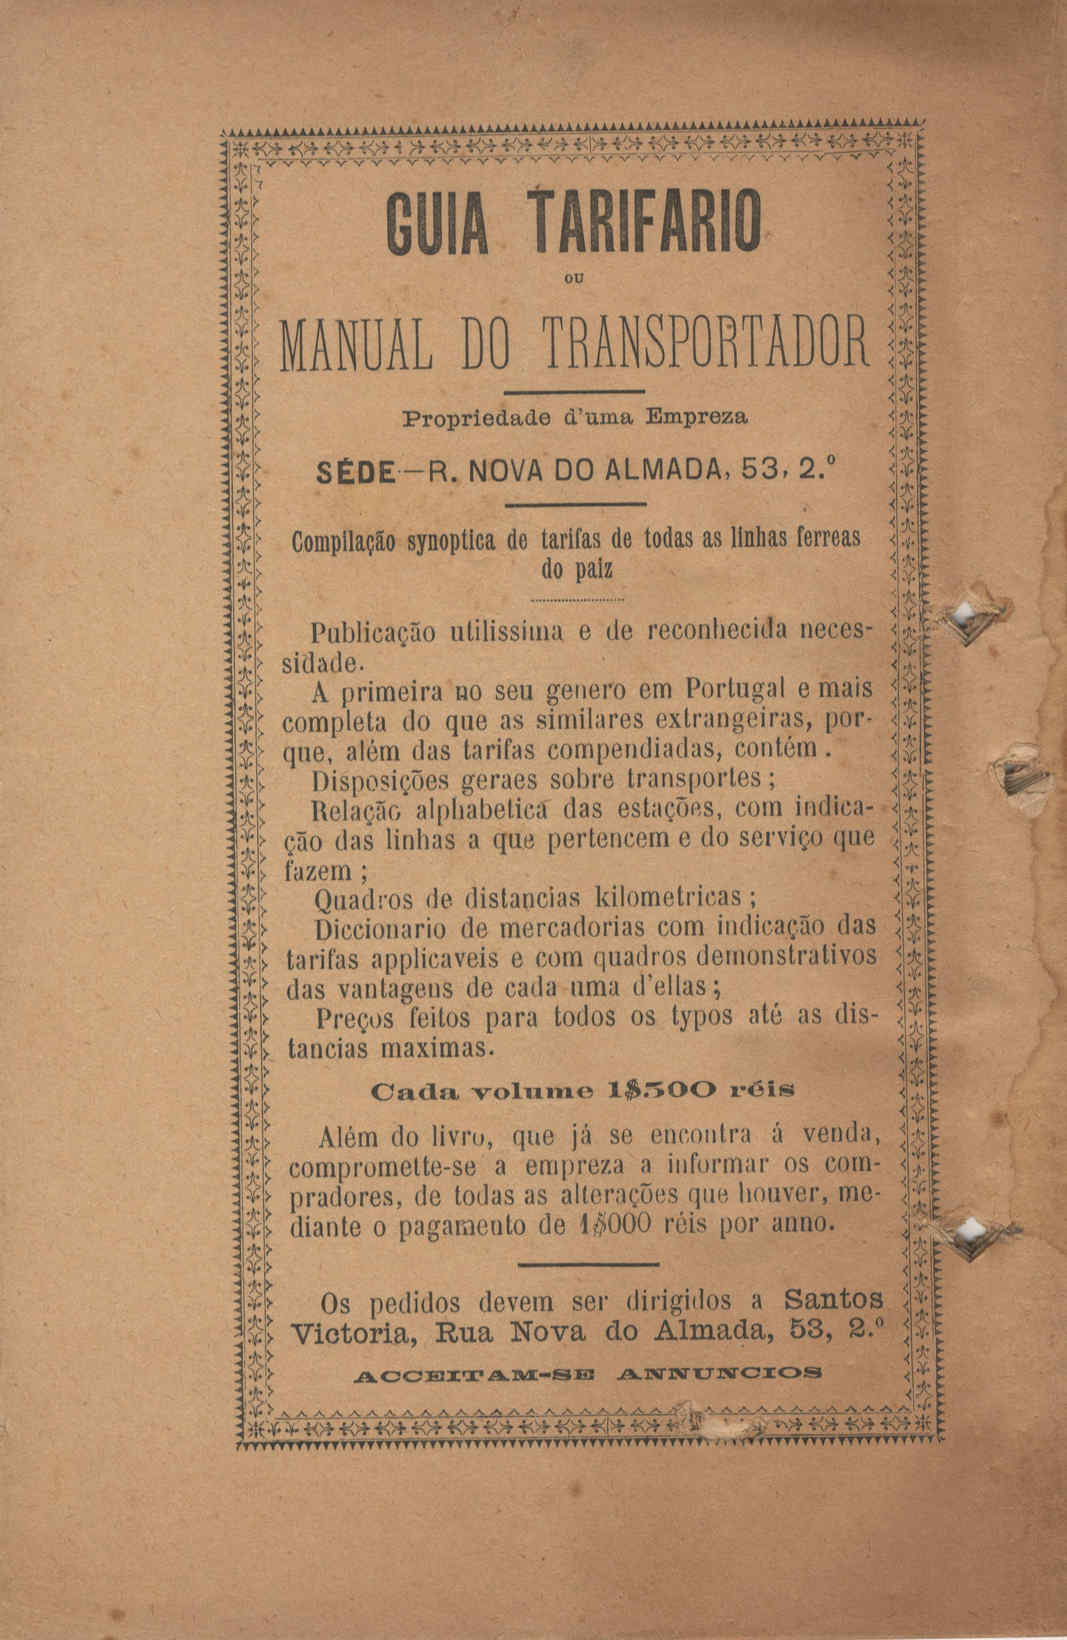 GUIA TARIFARIO
OU
MANUAL DO TRANSPORTADOR
Propriedade d'uma Empreza
SÉDE—R. NOVA DO ALMADA, 53, 2.º
Compilação synoptica de tarifas de todas as linhas ferreas
do paiz
Publicação utilissima e de reconhecida neces-
sidade.
A primeira no seu genero em Portugal e mais
completa do que as similares extrangeiras, por-
que, além das tarifas compendiadas, contém.
Disposições geraes sobre transportes;
Relação alphabetica das estações, com indica-
ção das linhas a que pertencem e do serviço que
fazem;
Quadros de distancias kilometricas;
Diccionario de mercadorias com indicação das
tarifas applicaveis e com quadros demonstrativos
das vantagens de cada uma d'ellas;
Preços feitos para todos os typos até as dis-
tancias maximas.
Cada volume 1$500 réis
Além do livro, que já se encontra á venda,
compromette-se a empreza a informar os com-
pradores, de todas as alterações que houver, me-
diante o pagamento de 1$000 réis por anno.
Os pedidos devem ser dirigidos a Santos
Victoria, Rua Nova do Almada, 53, 2.º
ACCEITAM-SE ANNUNCIOS